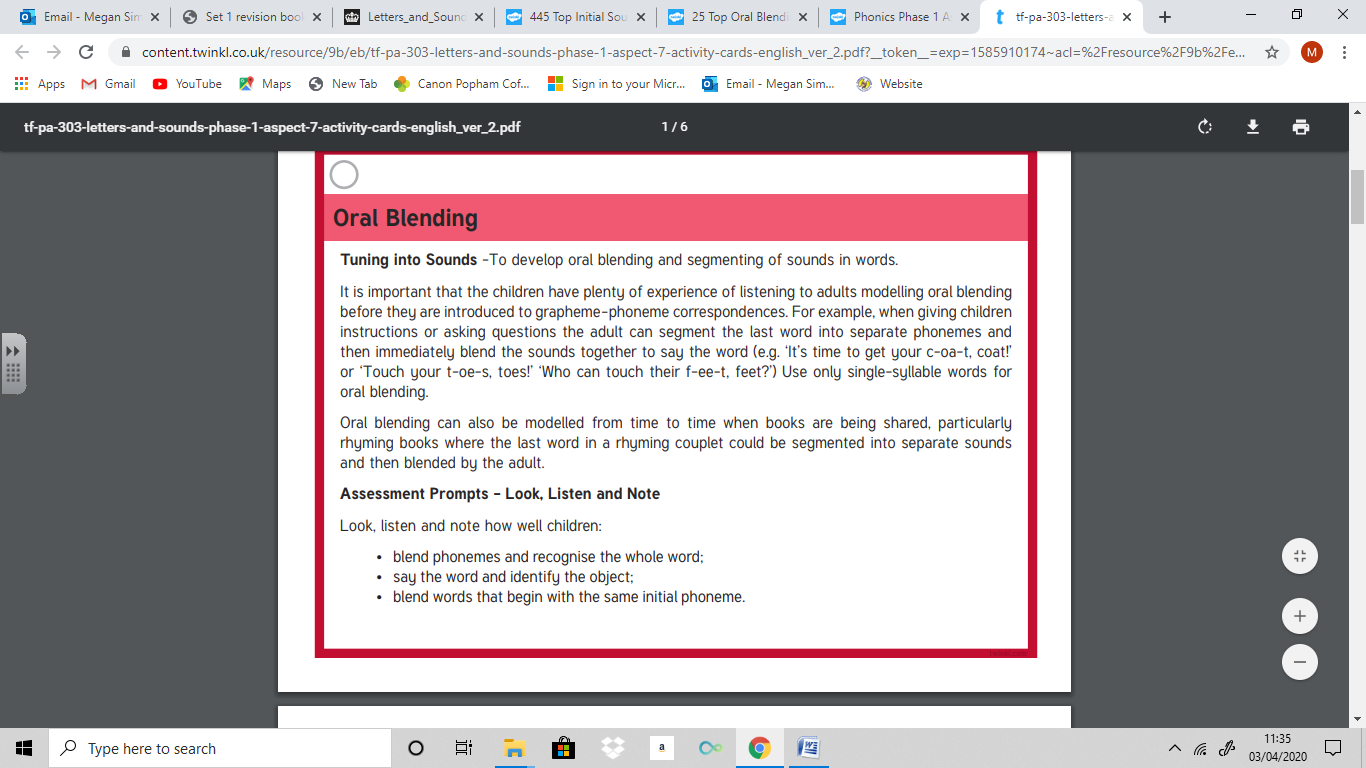 Email - Megan Sim
Set 1 revision bool
Letters_and_Sound
445 Top Initial Sou
25 Top Oral Blendi
Phonics Phase 1 A
tf-pa-303-letters-a
content.twinkl.co.uk/resource/9b/eb/tf-pa-303-letters-and-sounds-phase-1-aspect-7-activity-cards-english_ver_2.pdf?__token__=exp=1585910174~acl=%2Fresource%2F9b%2Fe...
M
Apps
Gmail
YouTube
Maps
New Tab
Canon Popham Cof...
Sign in to your Micr...
Email - Megan Sim...
Website
tf-pa-303-letters-and-sounds-phase-1-aspect-7-activity-cards-english_ver_2.pdf
1 / 6
Oral Blending
Tuning into Sounds -To develop oral blending and segmenting of sounds in words.
It is important that the children have plenty of experience of listening to adults modelling oral blending
before they are introduced to grapheme-phoneme correspondences. For example, when giving children
instructions or asking questions the adult can segment the last word into separate phonemes and
then immediately blend the sounds together to say the word (e.g. ‘It’s time to get your c-oa-t, coat!’
or ‘Touch your t-oe-s, toes!’ ‘Who can touch their f-ee-t, feet?’) Use only single-syllable words for
oral blending.
Oral blending can also be modelled from time to time when books are being shared, particularly
rhyming books where the last word in a rhyming couplet could be segmented into separate sounds
and then blended by the adult.
Assessment Prompts - Look, Listen and Note
Look, listen and note how well children:
• blend phonemes and recognise the whole word;
• say the word and identify the object;
• blend words that begin with the same initial phoneme.
Type here to search
a
W
11:35
03/04/2020